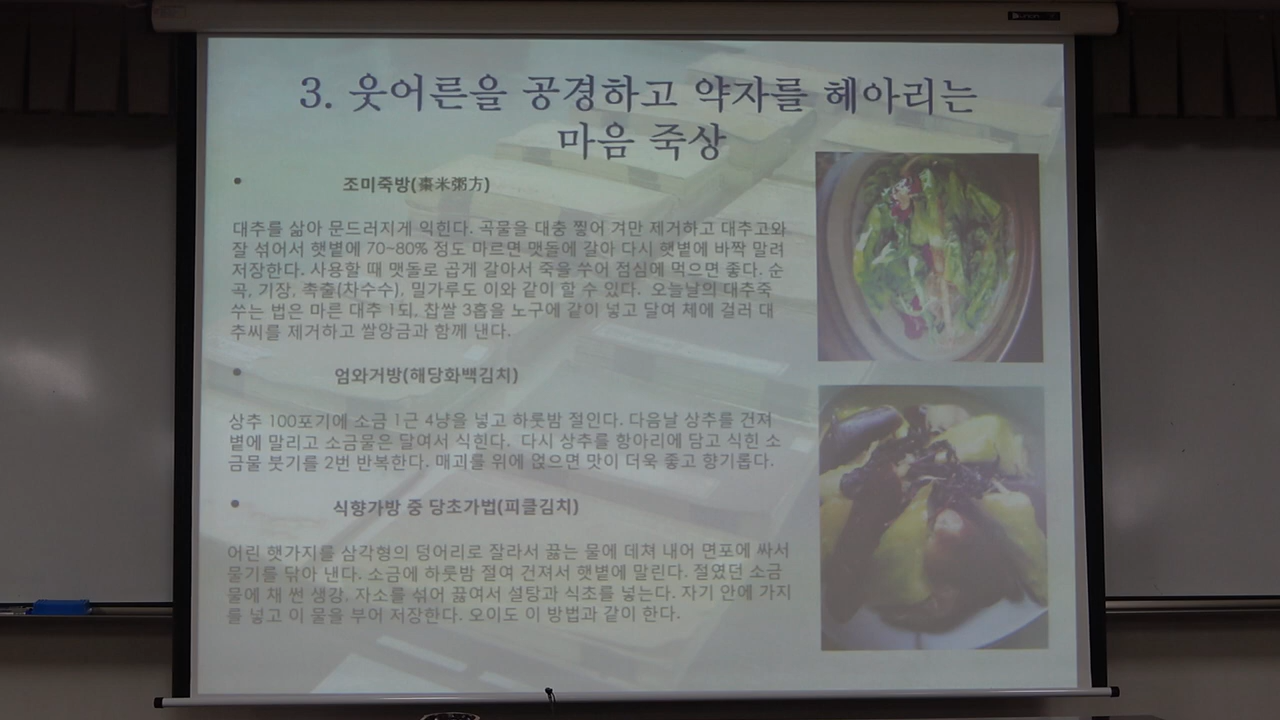 3. 웃어른을 공경하고 약자를 헤아리는
마음 죽상
• 조미죽방(棗米粥方)
대추를 삶아 문드러지게 익힌다. 곡물을 대충 찧어 겨만 제거하고 대추고와
잘 섞어서 햇볕에 70~80% 정도 마르면 맷돌에 갈아 다시 햇볕에 바짝 말려
저장한다. 사용할 때 맷돌로 곱게 갈아서 죽을 쑤어 점심에 먹으면 좋다. 순
곡, 기장, 촉출(차수수), 밀가루도 이와 같이 할 수 있다. 오늘날의 대추죽
쑤는 법은 마른 대추 1되, 찹쌀 3홉을 노구에 같이 넣고 달여 체에 걸러 대
추씨를 제거하고 쌀앙금과 함께 낸다.
• 엄와거방(해당화백김치)
상추 100포기에 소금 1근 4냥을 넣고 하룻밤 절인다. 다음날 상추를 건져
볕에 말리고 소금물은 달여서 식힌다. 다시 상추를 항아리에 담고 식힌 소
금물 붓기를 2번 반복한다. 매괴를 위에 얹으면 맛이 더욱 좋고 향기롭다.
• 식향가방 중 당초가법(피클김치)
어린 햇가지를 삼각형의 덩어리로 잘라서 끓는 물에 데쳐 내어 면포에 싸서
물기를 닦아 낸다. 소금에 하룻밤 절여 건져서 햇볕에 말린다. 절였던 소금
물에 채 썬 생강, 자소를 섞어 끓여서 설탕과 식초를 넣는다. 자기 안에 가지
를 넣고 이 물을 부어 저장한다. 오이도 이 방법과 같이 한다.